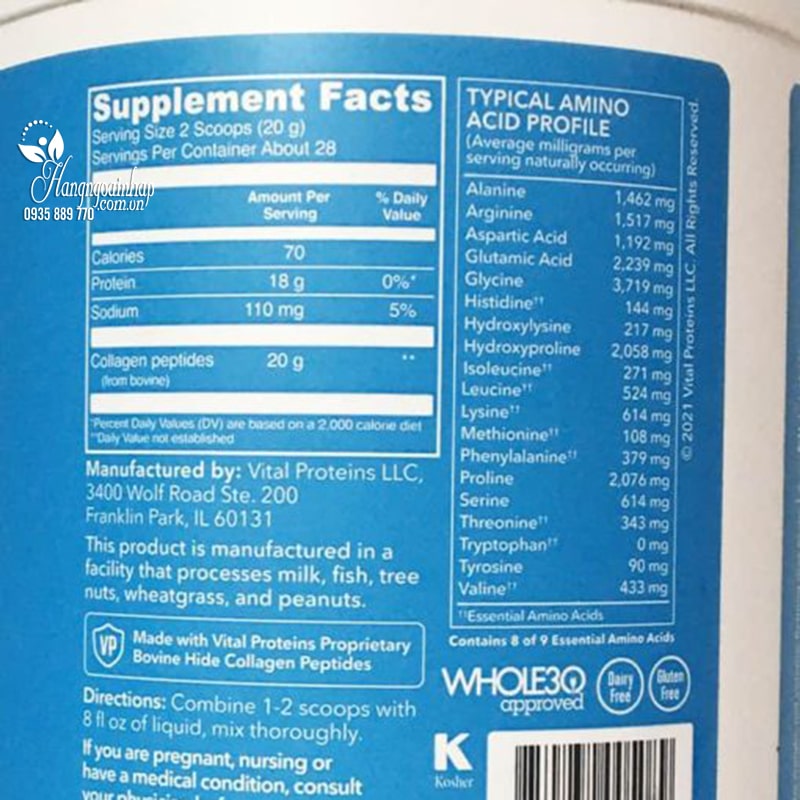 Supplement Facts
Serving Size 2 Scoops (20 g)
Servings Per Container About 28
Amount Per Serving % Daily Value
Calories 70
Protein 18 g 0%*
Sodium 110 mg 5%
Collagen peptides 20 g **
(from bovine)
*Percent Daily Values (DV) are based on a 2,000 calorie diet
**Daily Value not established
Manufactured by: Vital Proteins LLC,
3400 Wolf Road Ste. 200
Franklin Park, IL 60131
This product is manufactured in a
facility that processes milk, fish, tree
nuts, wheatgrass, and peanuts.
VP
Made with Vital Proteins Proprietary
Bovine Hide Collagen Peptides
Directions: Combine 1-2 scoops with
8 fl oz of liquid, mix thoroughly.
If you are pregnant, nursing or
have a medical condition, consult
your physician
TYPICAL AMINO
ACID PROFILE
(Average milligrams per
serving naturally occurring)
Alanine 1,462 mg
Arginine 1,517 mg
Aspartic Acid 1,192 mg
Glutamic Acid 2,239 mg
Glycine 3,719 mg
Histidine†† 144 mg
Hydroxylysine 217 mg
Hydroxyproline 2,058 mg
Isoleucine†† 271 mg
Leucine†† 524 mg
Lysine†† 614 mg
Methionine†† 108 mg
Phenylalanine†† 379 mg
Proline 2,076 mg
Serine 614 mg
Threonine†† 343 mg
Tryptophan†† 0 mg
Tyrosine 90 mg
Valine†† 433 mg
††Essential Amino Acids
Contains 8 of 9 Essential Amino Acids
WHOLE30
approved
Dairy Free
Gluten Free
K
Kosher
© 2021 Vital Proteins LLC. All Rights Reserved.
Hangngoainhap
.com.vn
0935 889 770